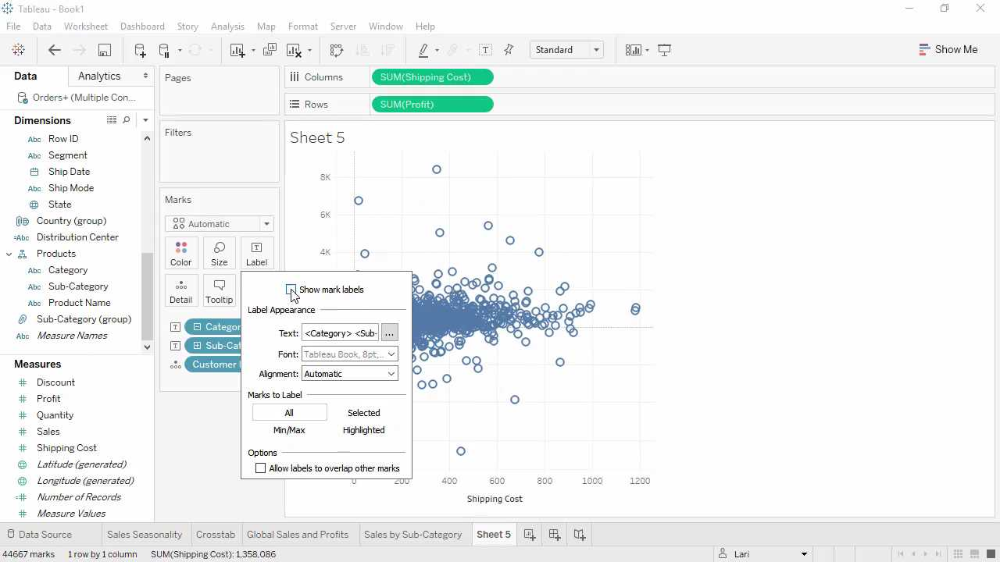 Tableau - Book1
File Data Worksheet Dashboard Story Analysis Map Format Server Window Help
Standard
Show Me
Data Analytics
Orders+ (Multiple Con...
Dimensions
Row ID
Abc Segment
Ship Date
Abc Ship Mode
State
Country (group)
=Abc Distribution Center
Products
Abc Category
Abc Sub-Category
Abc Product Name
Sub-Category (group)
Abc Measure Names
Measures
Discount
Profit
Quantity
Sales
Shipping Cost
Latitude (generated)
Longitude (generated)
Number of Records
Measure Values
Pages
Filters
Marks
Automatic
Color Size Label
Detail Tooltip
Categor
Sub-Cat
Customer
Columns SUM(Shipping Cost)
Rows SUM(Profit)
Sheet 5
8K
6K
4K
0 200 400 600 800 1000 1200
Shipping Cost
Show mark labels
Label Appearance
Text: <Category> <Sub- ...
Font: Tableau Book, 8pt,...
Alignment: Automatic
Marks to Label
All Selected
Min/Max Highlighted
Options
Allow labels to overlap other marks
Data Source Sales Seasonality Crosstab Global Sales and Profits Sales by Sub-Category Sheet 5
44667 marks 1 row by 1 column SUM(Shipping Cost): 1,358,086 Lari